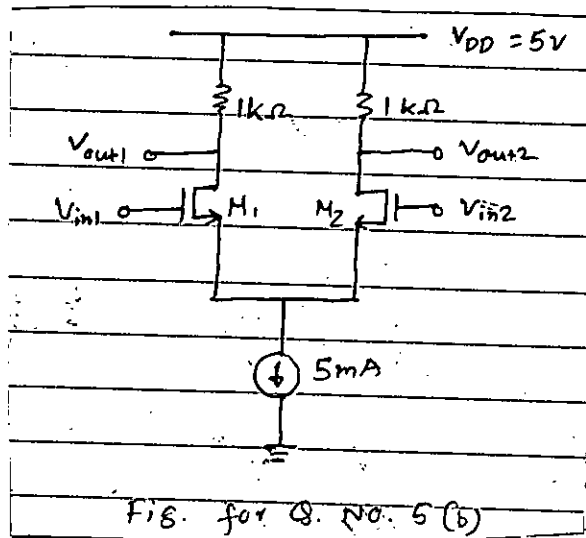 VDD = 5V
1kΩ 1kΩ
Vout1 Vout2
Vin1 M1 M2 Vin2
5mA
Fig. for Q. No. 5 (b)